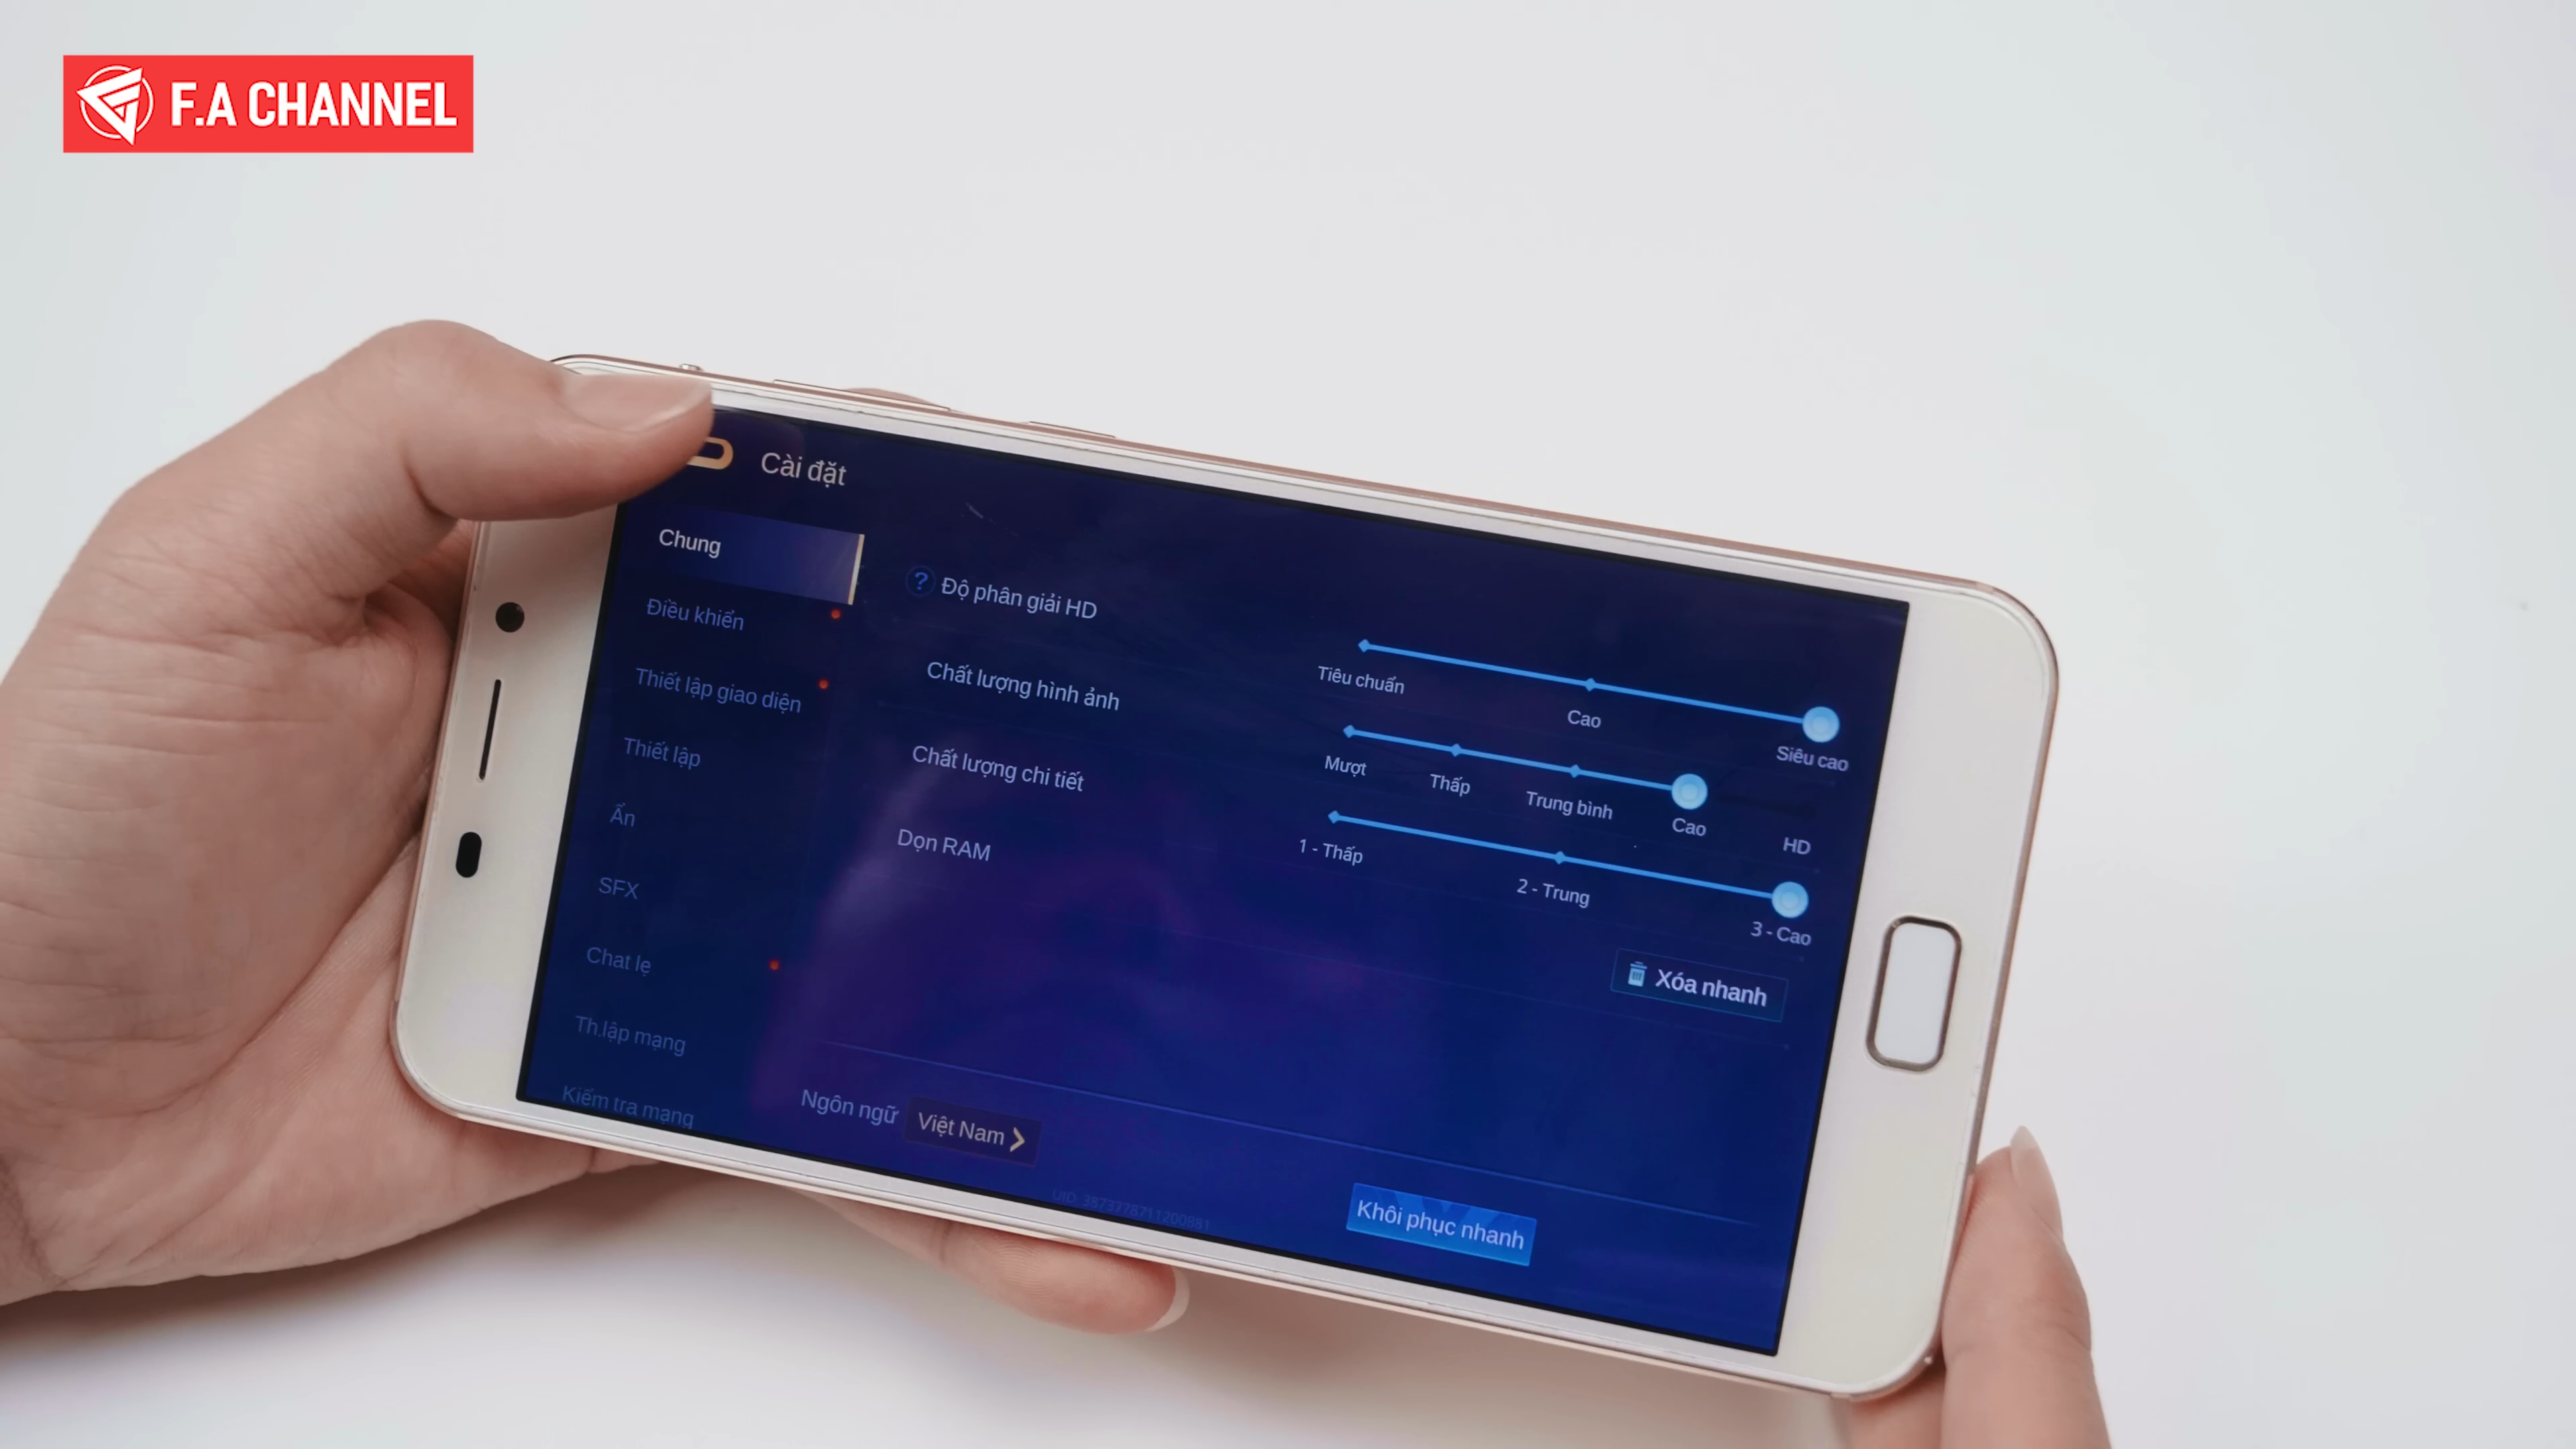 F.A CHANNEL
Cài đặt
Chung
Điều khiển
Thiết lập giao diện
Thiết lập
Ẩn
SFX
Chat lẹ
Th.lập mạng
Kiểm tra mạng
? Độ phân giải HD
Tiêu chuẩn
Cao
Siêu cao
Chất lượng hình ảnh
Mượt
Thấp
Trung bình
Cao
HD
Chất lượng chi tiết
1 - Thấp
2 - Trung
3 - Cao
Dọn RAM
Xóa nhanh
Ngôn ngữ
Việt Nam
UID
Khôi phục nhanh